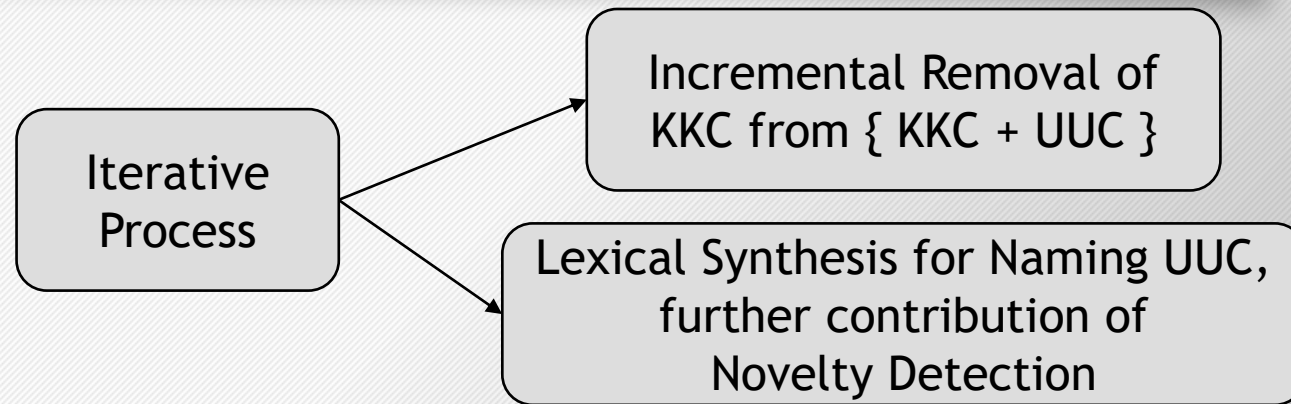 Iterative
Process
Incremental Removal of
KKC from { KKC + UUC }
Lexical Synthesis for Naming UUC,
further contribution of
Novelty Detection